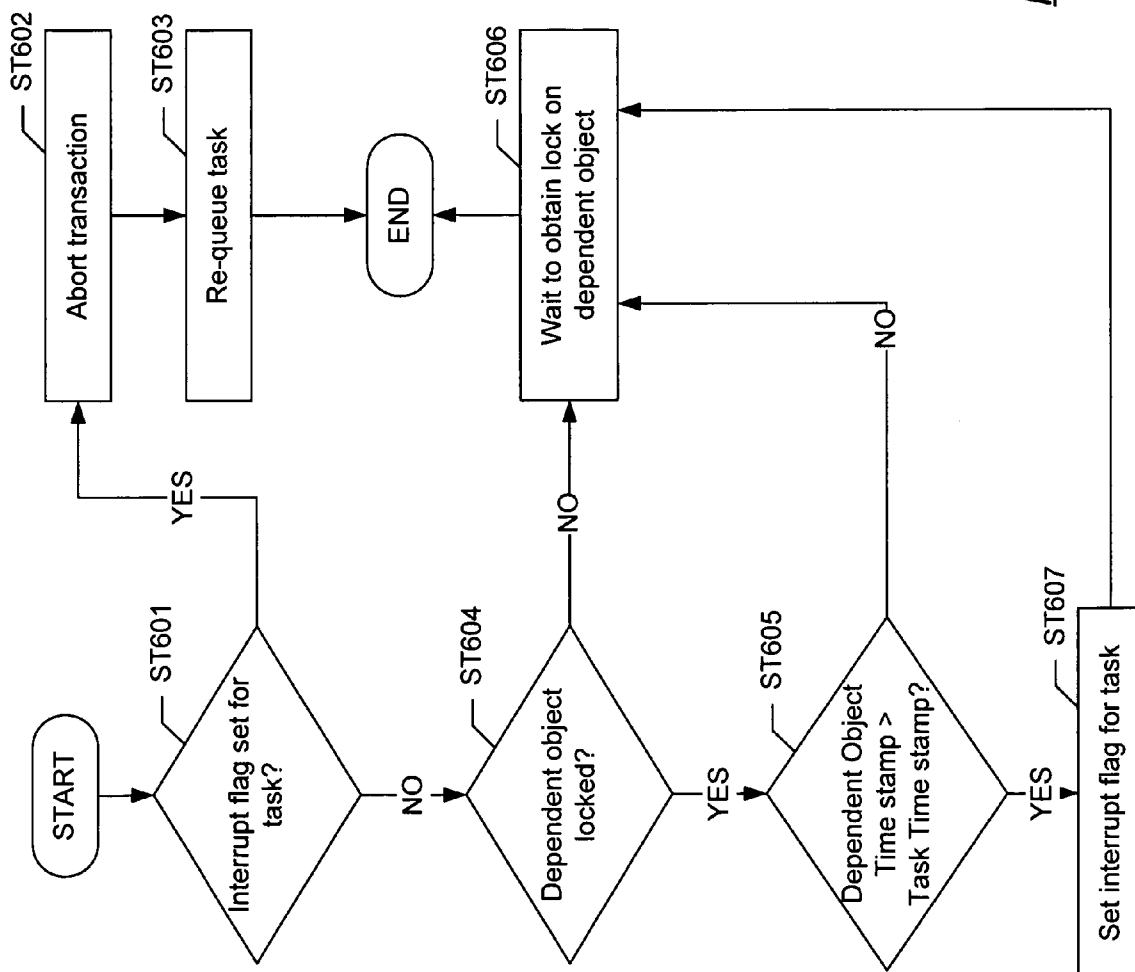 START
Interrupt flag set for
task?
ST601
YES
Abort transaction
ST602
Re-queue task
ST603
END
NO
Dependent object
locked?
ST604
NO
Wait to obtain lock on
dependent object
ST606
YES
Dependent Object
Time stamp >
Task Time stamp?
ST605
NO
YES
Set interrupt flag for task
ST607